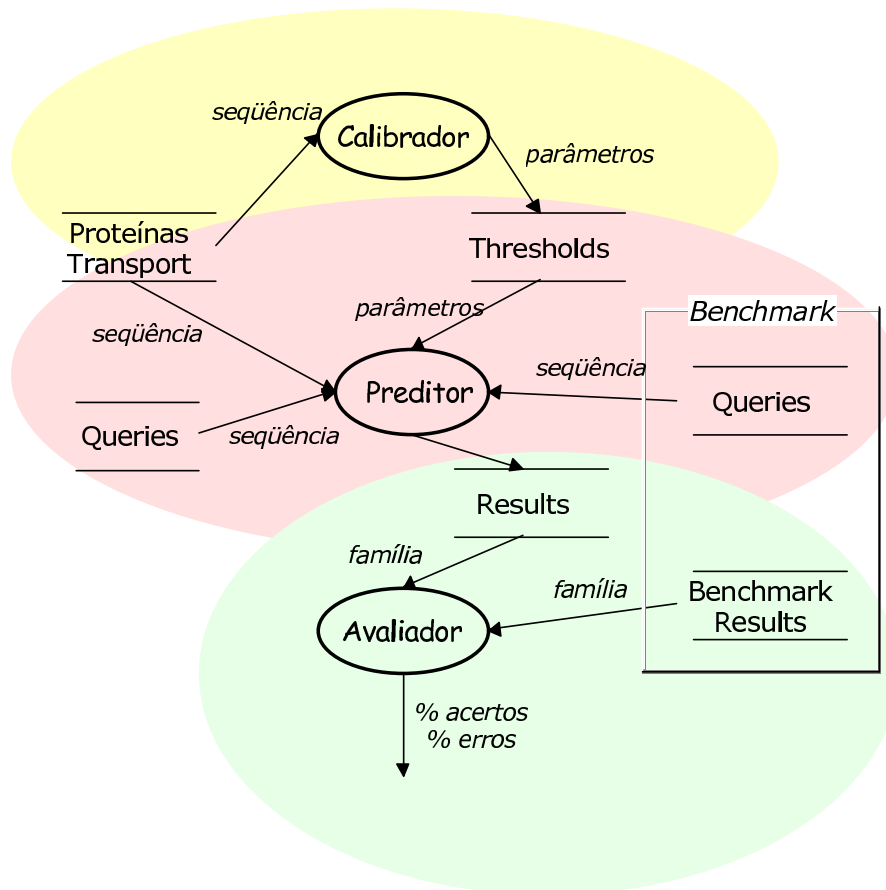 seqüência
Calibrador
parâmetros
Proteínas
Transport
Thresholds
parâmetros
Benchmark
seqüência
seqüência
Preditor
Queries
Queries
seqüência
Results
família
família
Benchmark
Results
Avaliador
% acertos
% erros